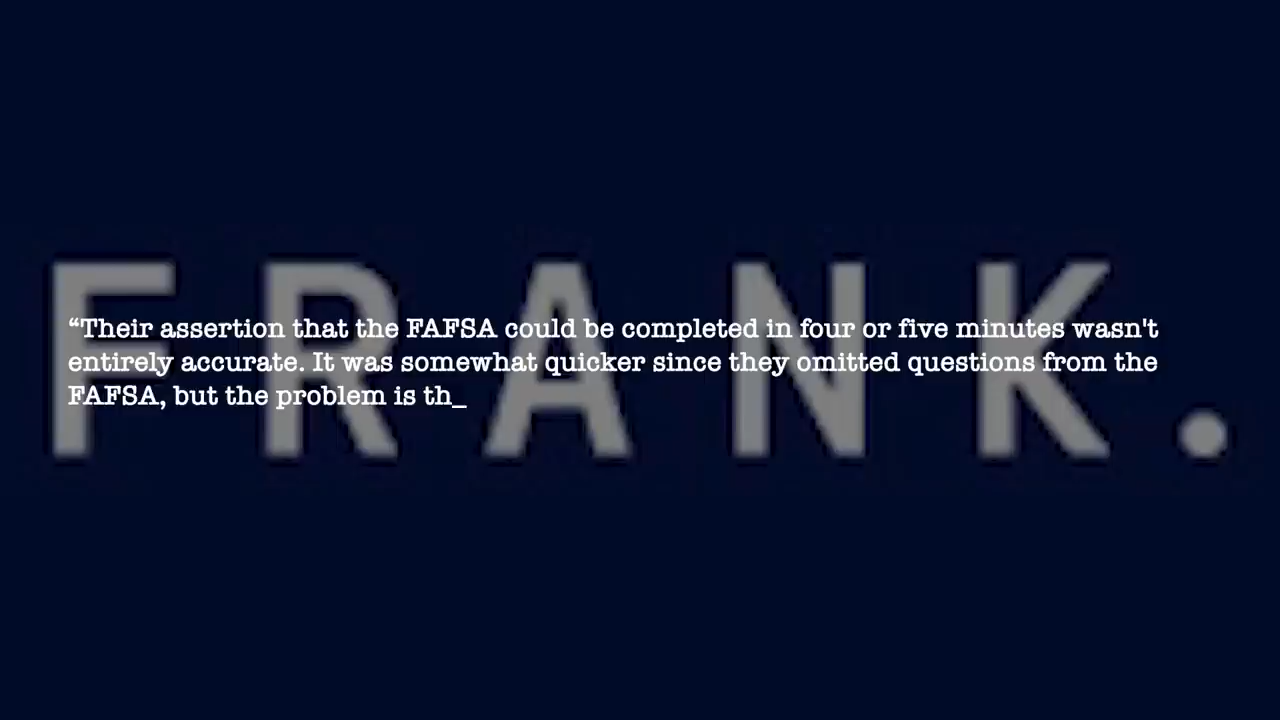 FRANK.
“Their assertion that the FAFSA could be completed in four or five minutes wasn't
entirely accurate. It was somewhat quicker since they omitted questions from the
FAFSA, but the problem is th_